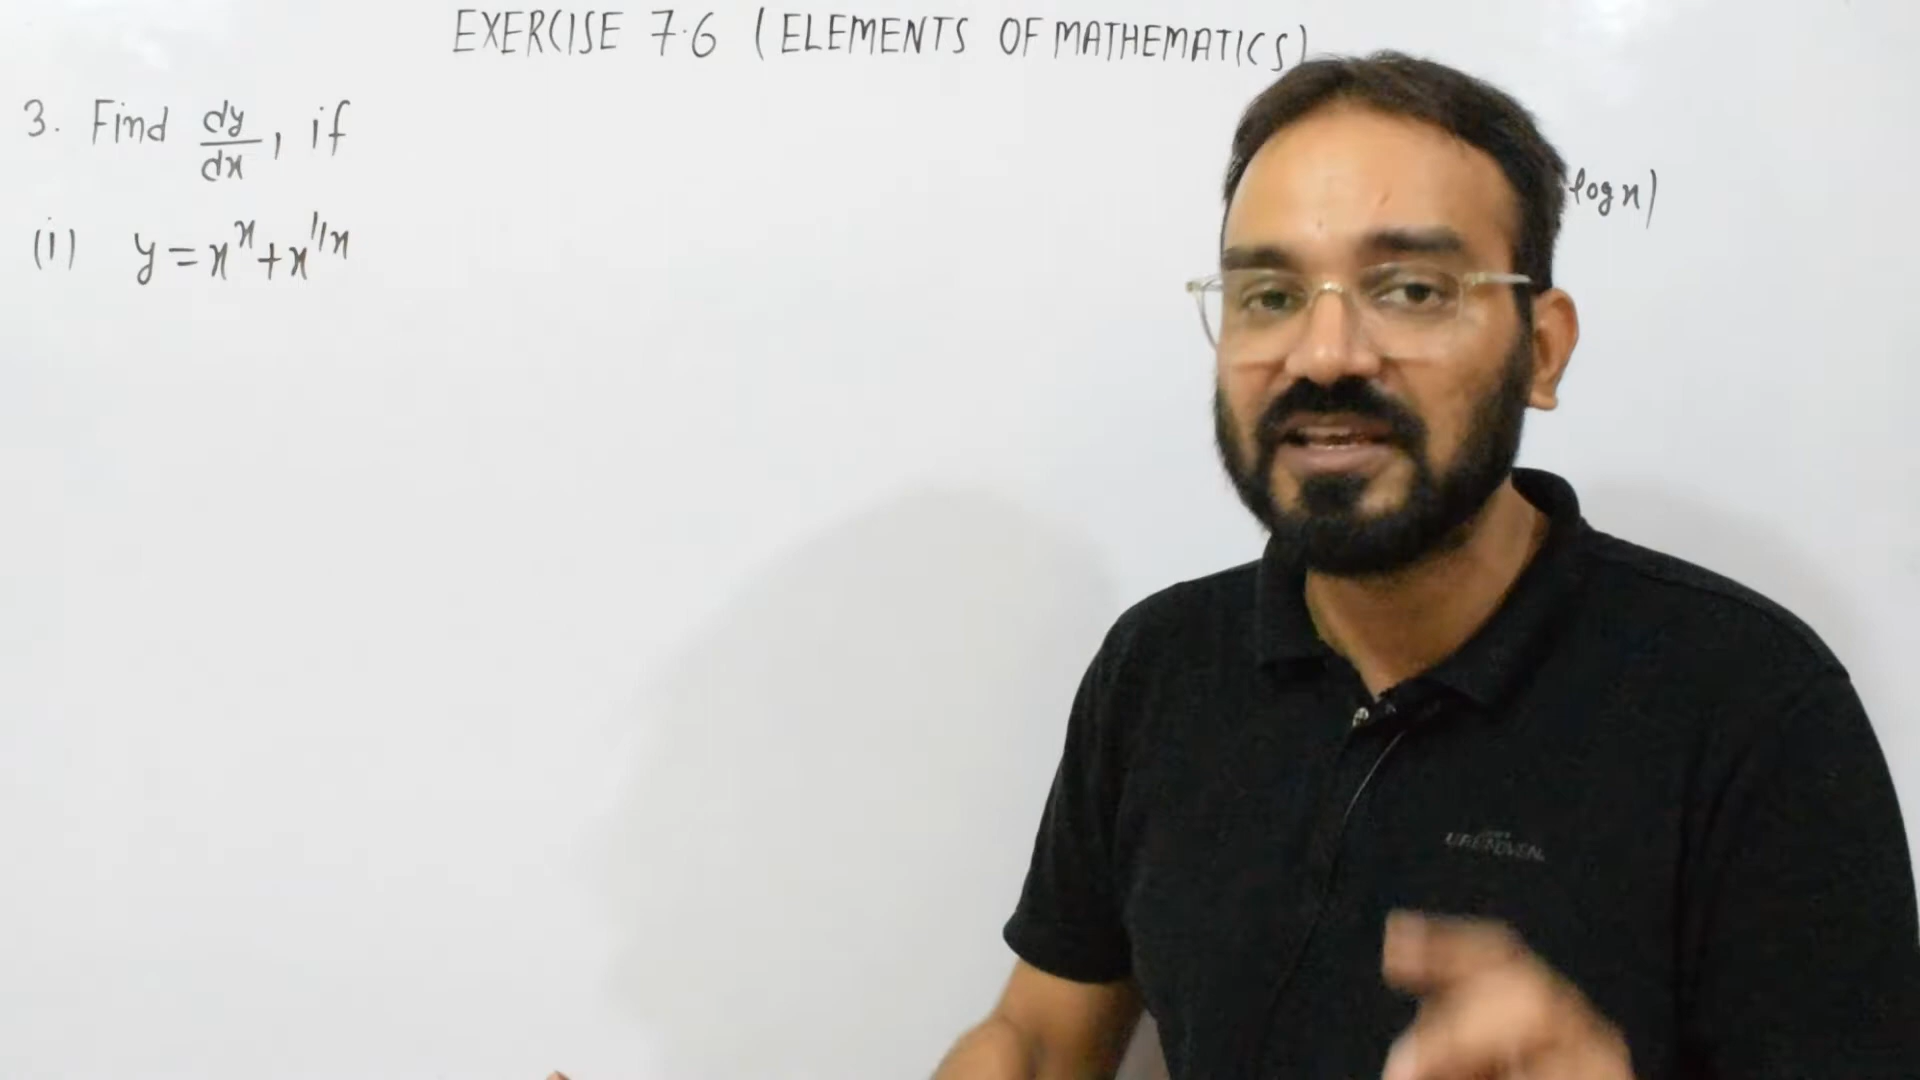 EXERCISE 7.6 (ELEMENTS OF MATHEMATICS)
3. Find dy/dx, if
log x)
(i) y = x^x + x^1/x